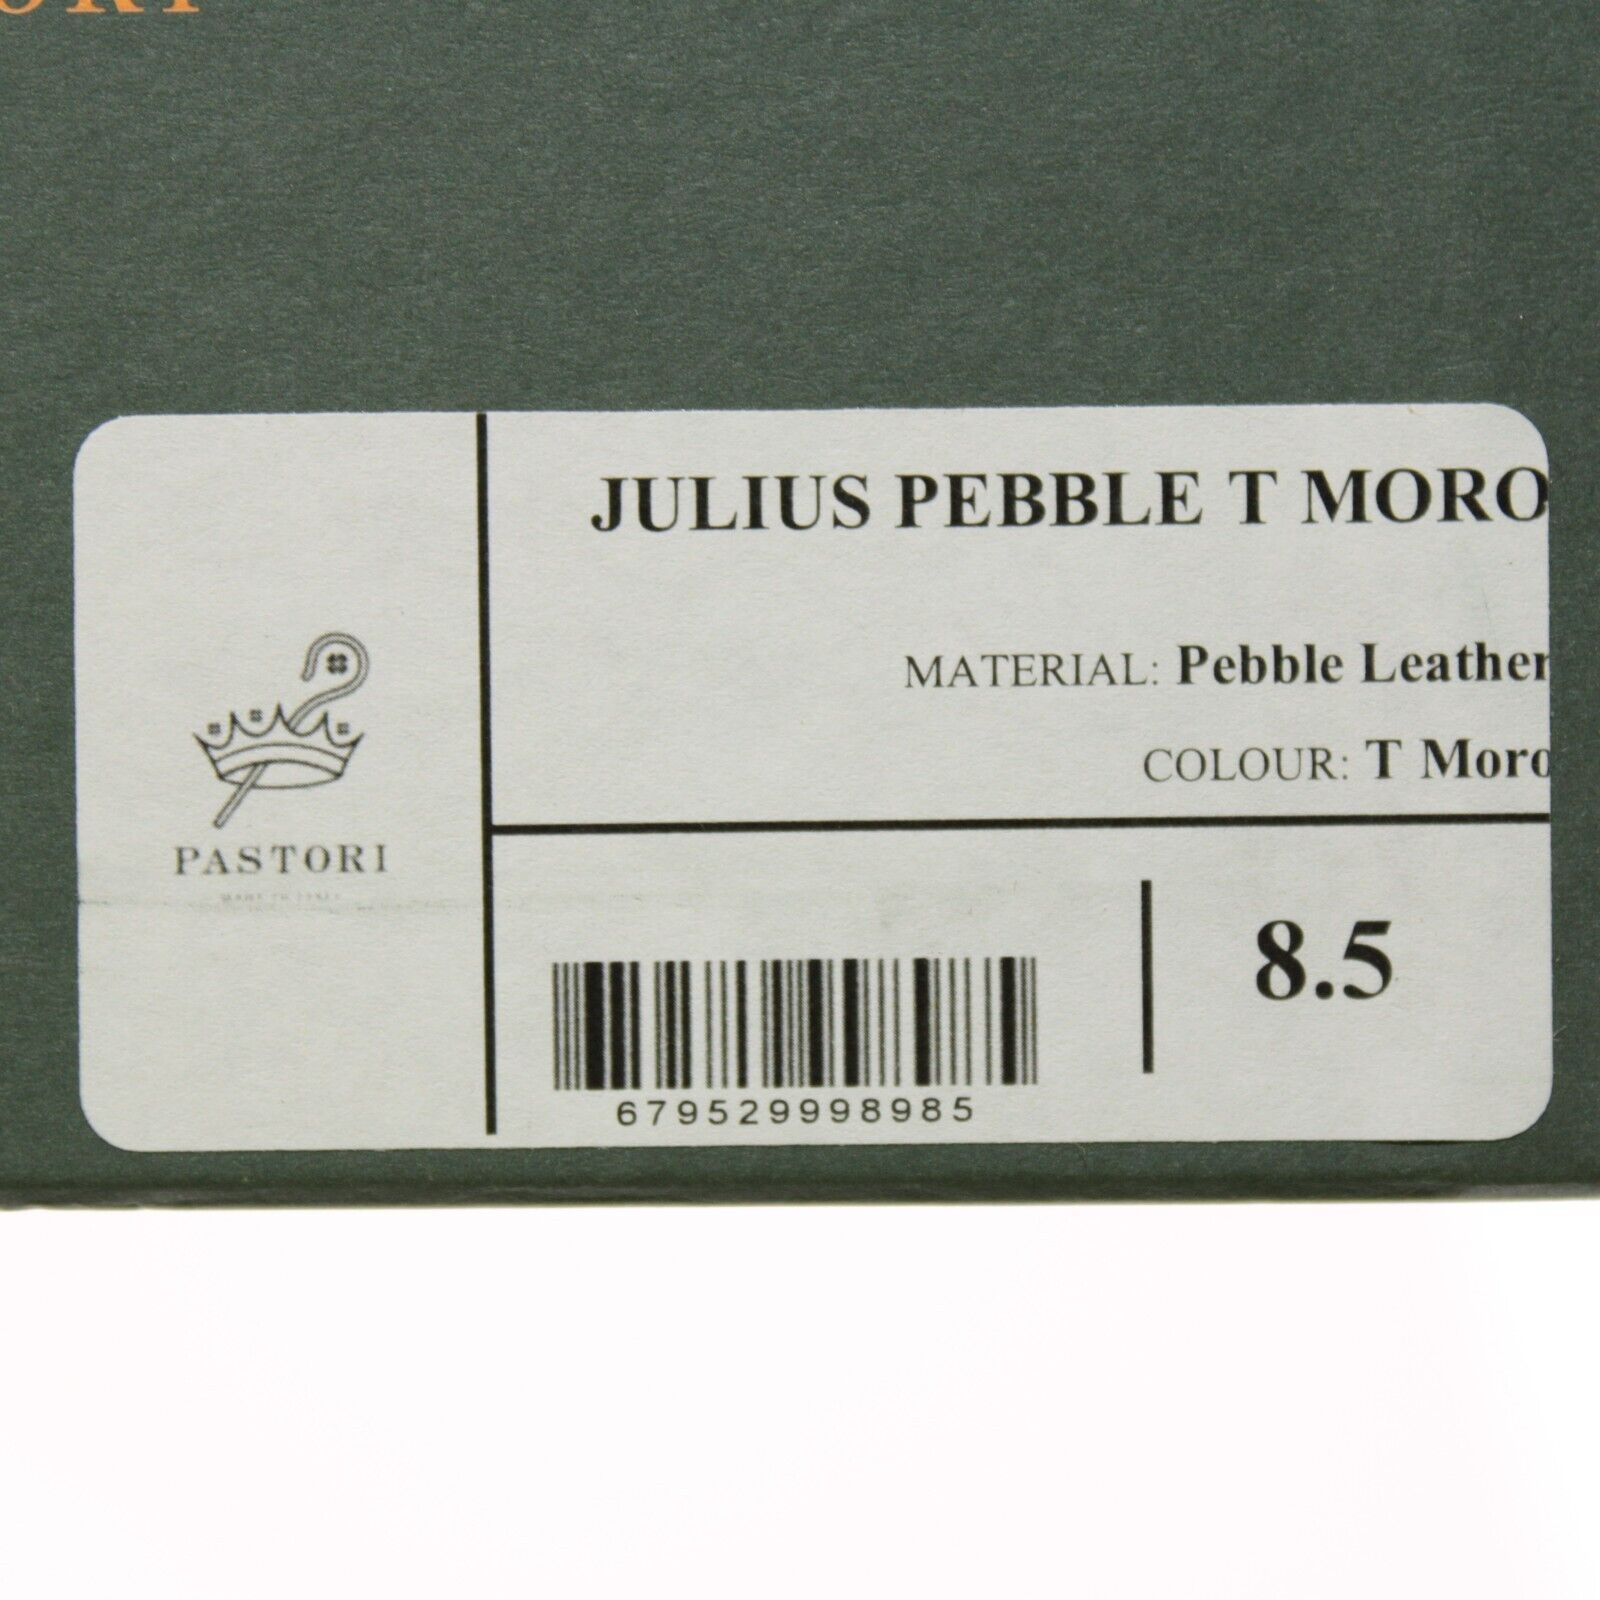 JULIUS PEBBLE T MORO
MATERIAL: Pebble Leather
COLOUR: T Moro
PASTORI
8.5
679529998985